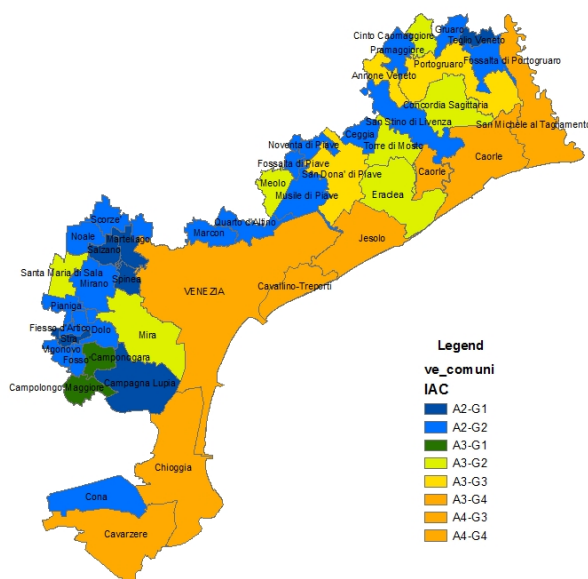 Cinto Caomaggiore
Gruaro
Teglio Veneto
Pramaggiore
Fossalta di Portogruaro
Portogruaro
Annone Veneto
Concordia Sagittaria
San Stino di Livenza
San Michele al Tagliamento
Ceggia
Torre di Mosto
Noventa di Piave
Caorle
Caorle
Fossalta di Piave
San Dona' di Piave
Meolo
Eraclea
Musile di Piave
Scorze'
Quarto d'Altino
Marcon
Martellago
Noale
Salzano
Jesolo
Santa Maria di Sala
Spinea
Mirano
VENEZIA
Cavallino-Treporti
Pianiga
Fiesso d'Artico
Dolo
Mira
Stra
Vigonovo
Fosso'
Camponogara
Campagna Lupia
Campolongo Maggiore
Chioggia
Cona
Cavarzere
Legend
ve_comuni
IAC
A2-G1
A2-G2
A3-G1
A3-G2
A3-G3
A3-G4
A4-G3
A4-G4